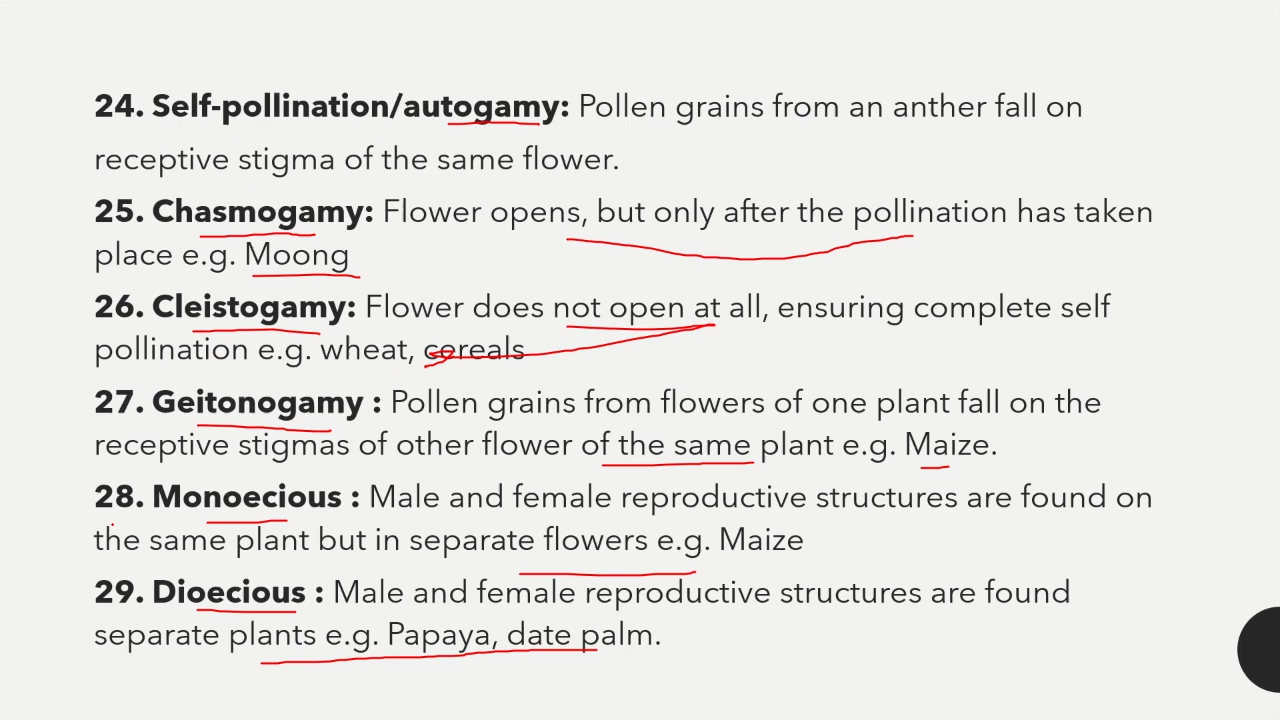 24. Self-pollination/autogamy: Pollen grains from an anther fall on
receptive stigma of the same flower.
25. Chasmogamy: Flower opens, but only after the pollination has taken
place e.g. Moong
26. Cleistogamy: Flower does not open at all, ensuring complete self
pollination e.g. wheat, cereals
27. Geitonogamy : Pollen grains from flowers of one plant fall on the
receptive stigmas of other flower of the same plant e.g. Maize.
28. Monoecious : Male and female reproductive structures are found on
the same plant but in separate flowers e.g. Maize
29. Dioecious : Male and female reproductive structures are found
separate plants e.g. Papaya, date palm.